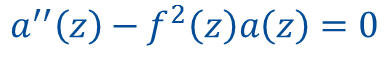 a′′(z) − f²(z)a(z) = 0